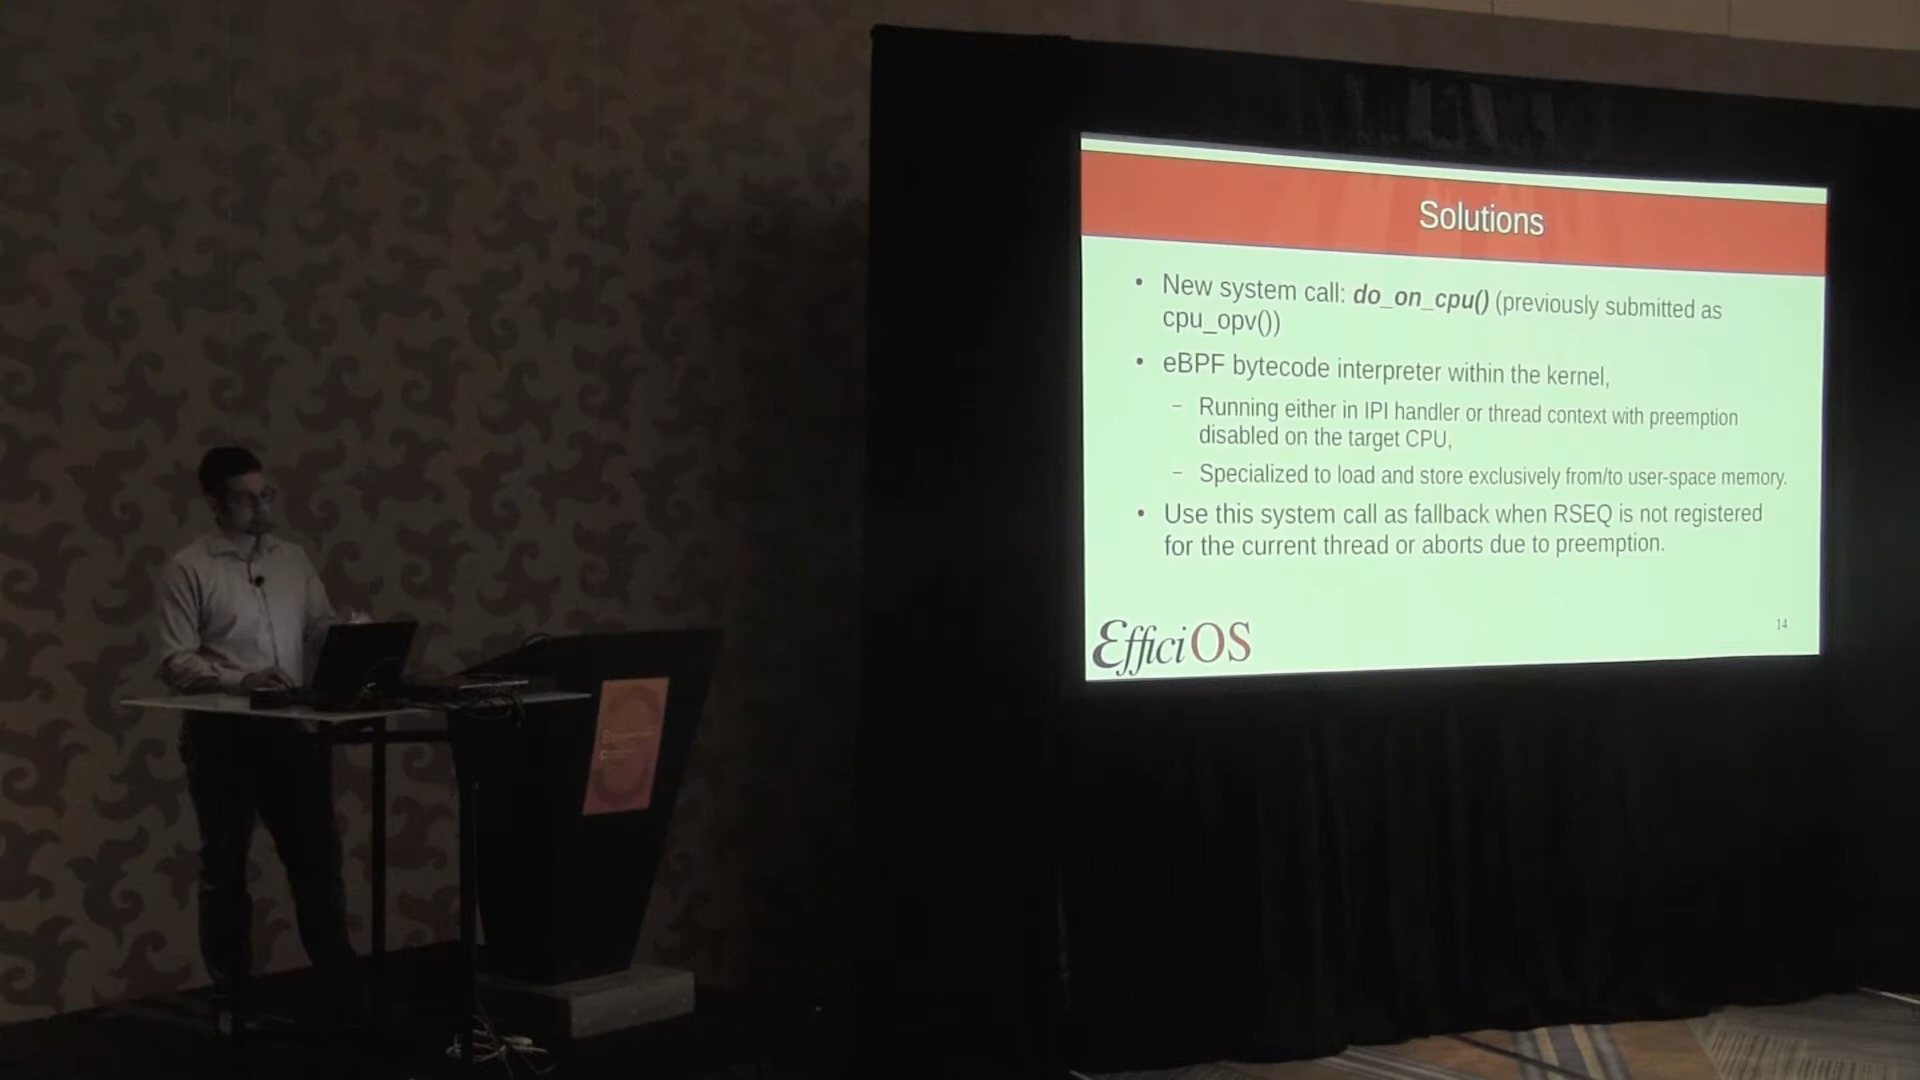 Solutions
• New system call: do_on_cpu() (previously submitted as
cpu_opv())
• eBPF bytecode interpreter within the kernel,
– Running either in IPI handler or thread context with preemption
disabled on the target CPU,
– Specialized to load and store exclusively from/to user-space memory.
• Use this system call as fallback when RSEQ is not registered
for the current thread or aborts due to preemption.
EfficiOS
14